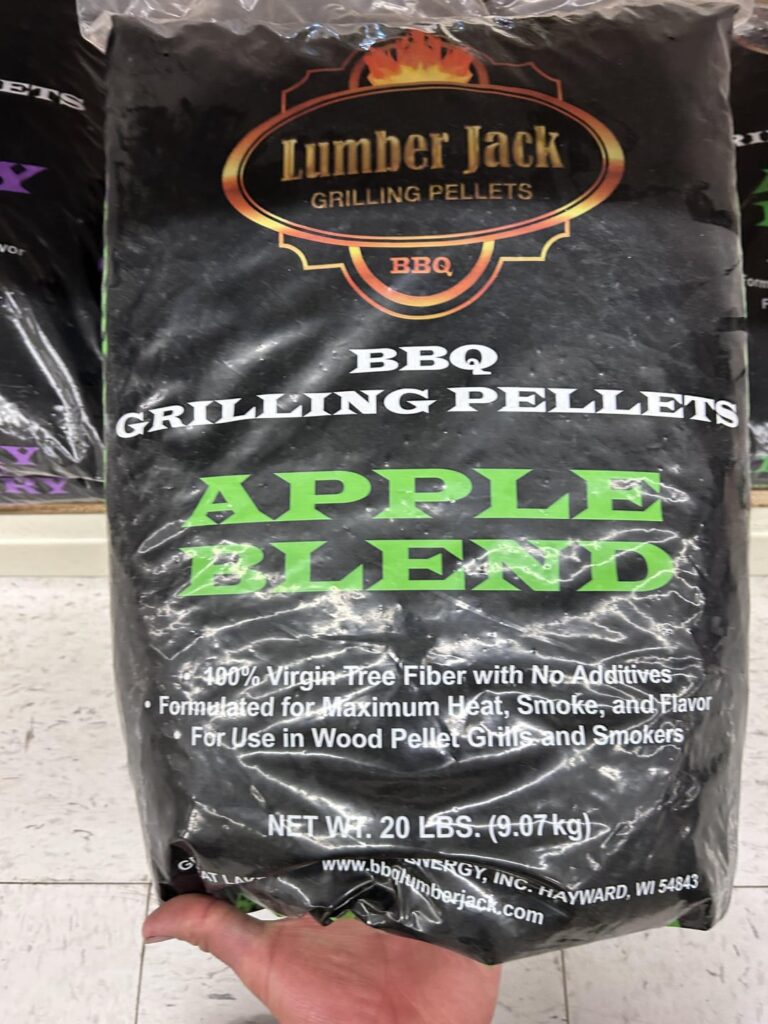 Lumber Jack
GRILLING PELLETS
BBQ
BBQ
GRILLING PELLETS
APPLE
BLEND
• 100% Virgin Tree Fiber with No Additives
• Formulated for Maximum Heat, Smoke, and Flavor
• For Use in Wood Pellet Grills and Smokers
NET WT. 20 LBS. (9.07 kg)
INC. HAYWARD, WI 54843
www.bbqlumberjack.com